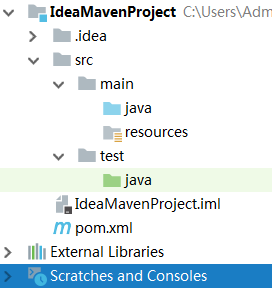 IdeaMavenProject C:\Users\Adm
.idea
src
main
java
resources
test
java
IdeaMavenProject.iml
pom.xml
External Libraries
Scratches and Consoles